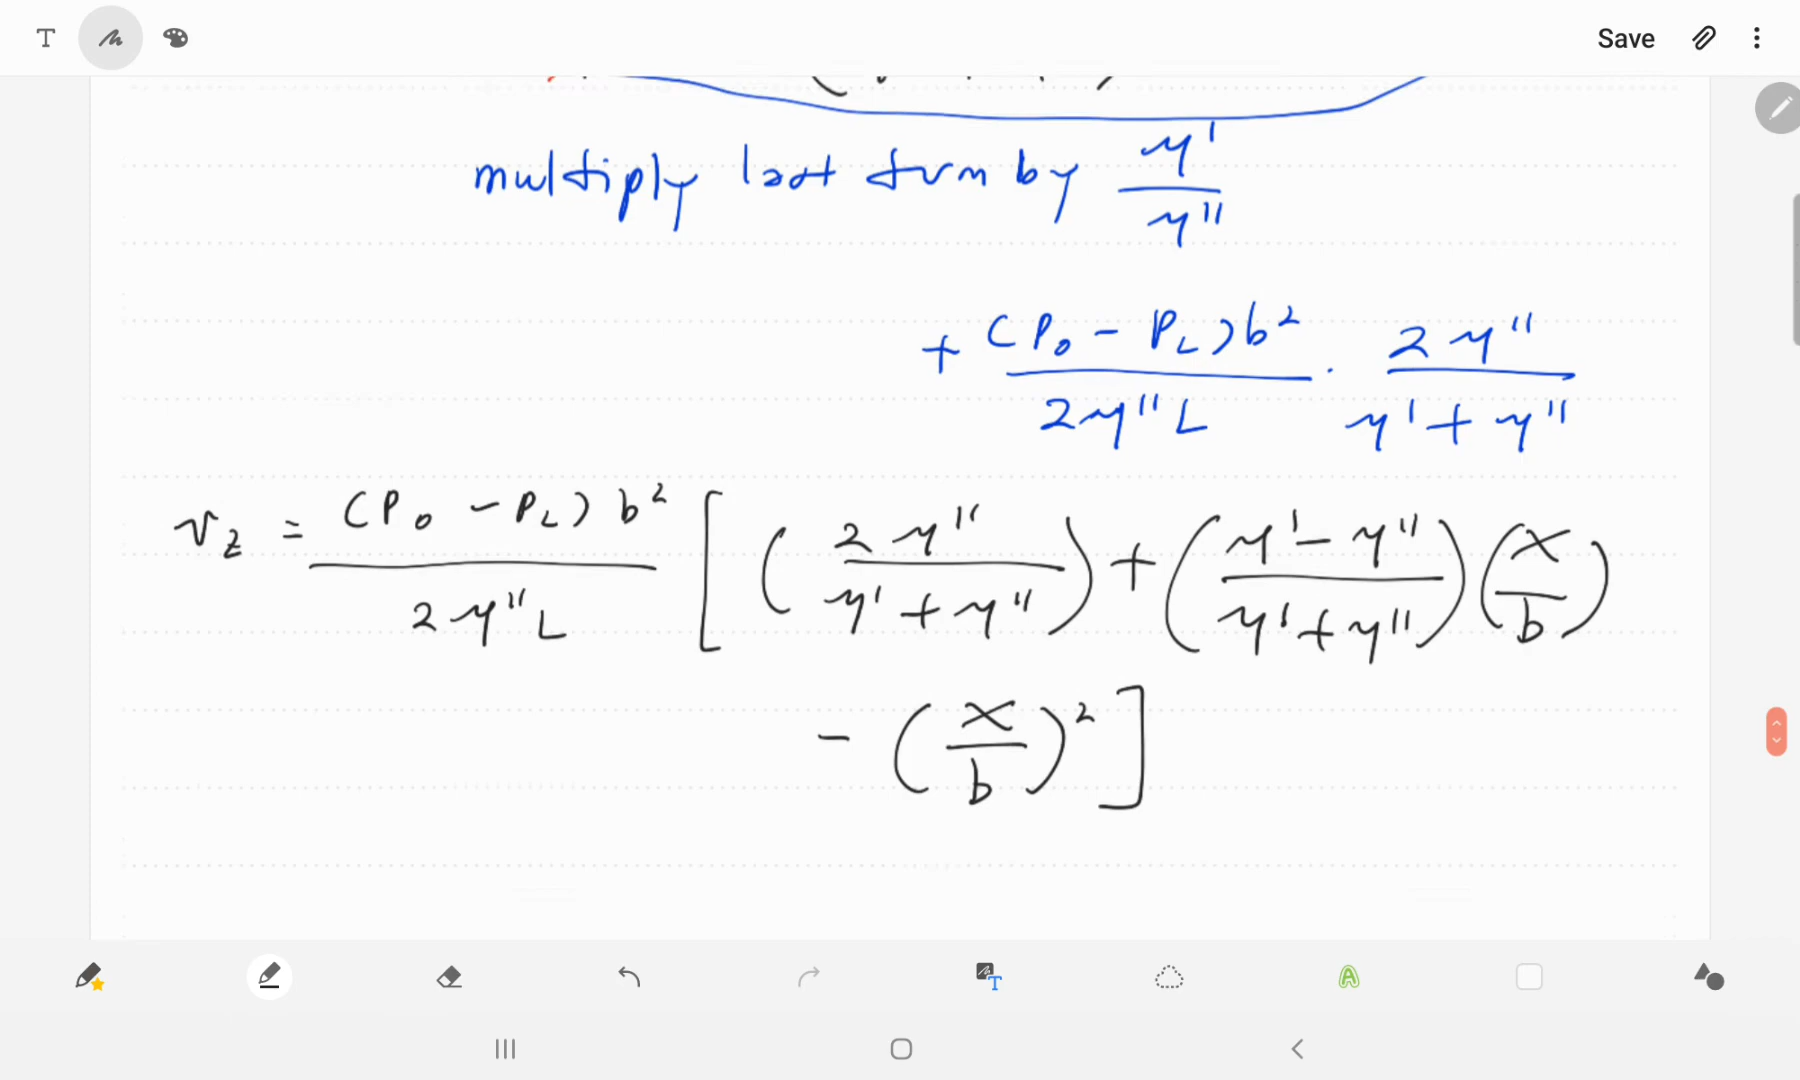 T
Save
multiply last term by μ' / μ''
+ (P₀ - P_L) b² / 2μ''L · 2μ'' / μ' + μ''
v_z = (P₀ - P_L) b² / 2μ''L [ (2μ'' / μ' + μ'') + (μ' - μ'' / μ' + μ'') (x / b)
- (x / b)² ]